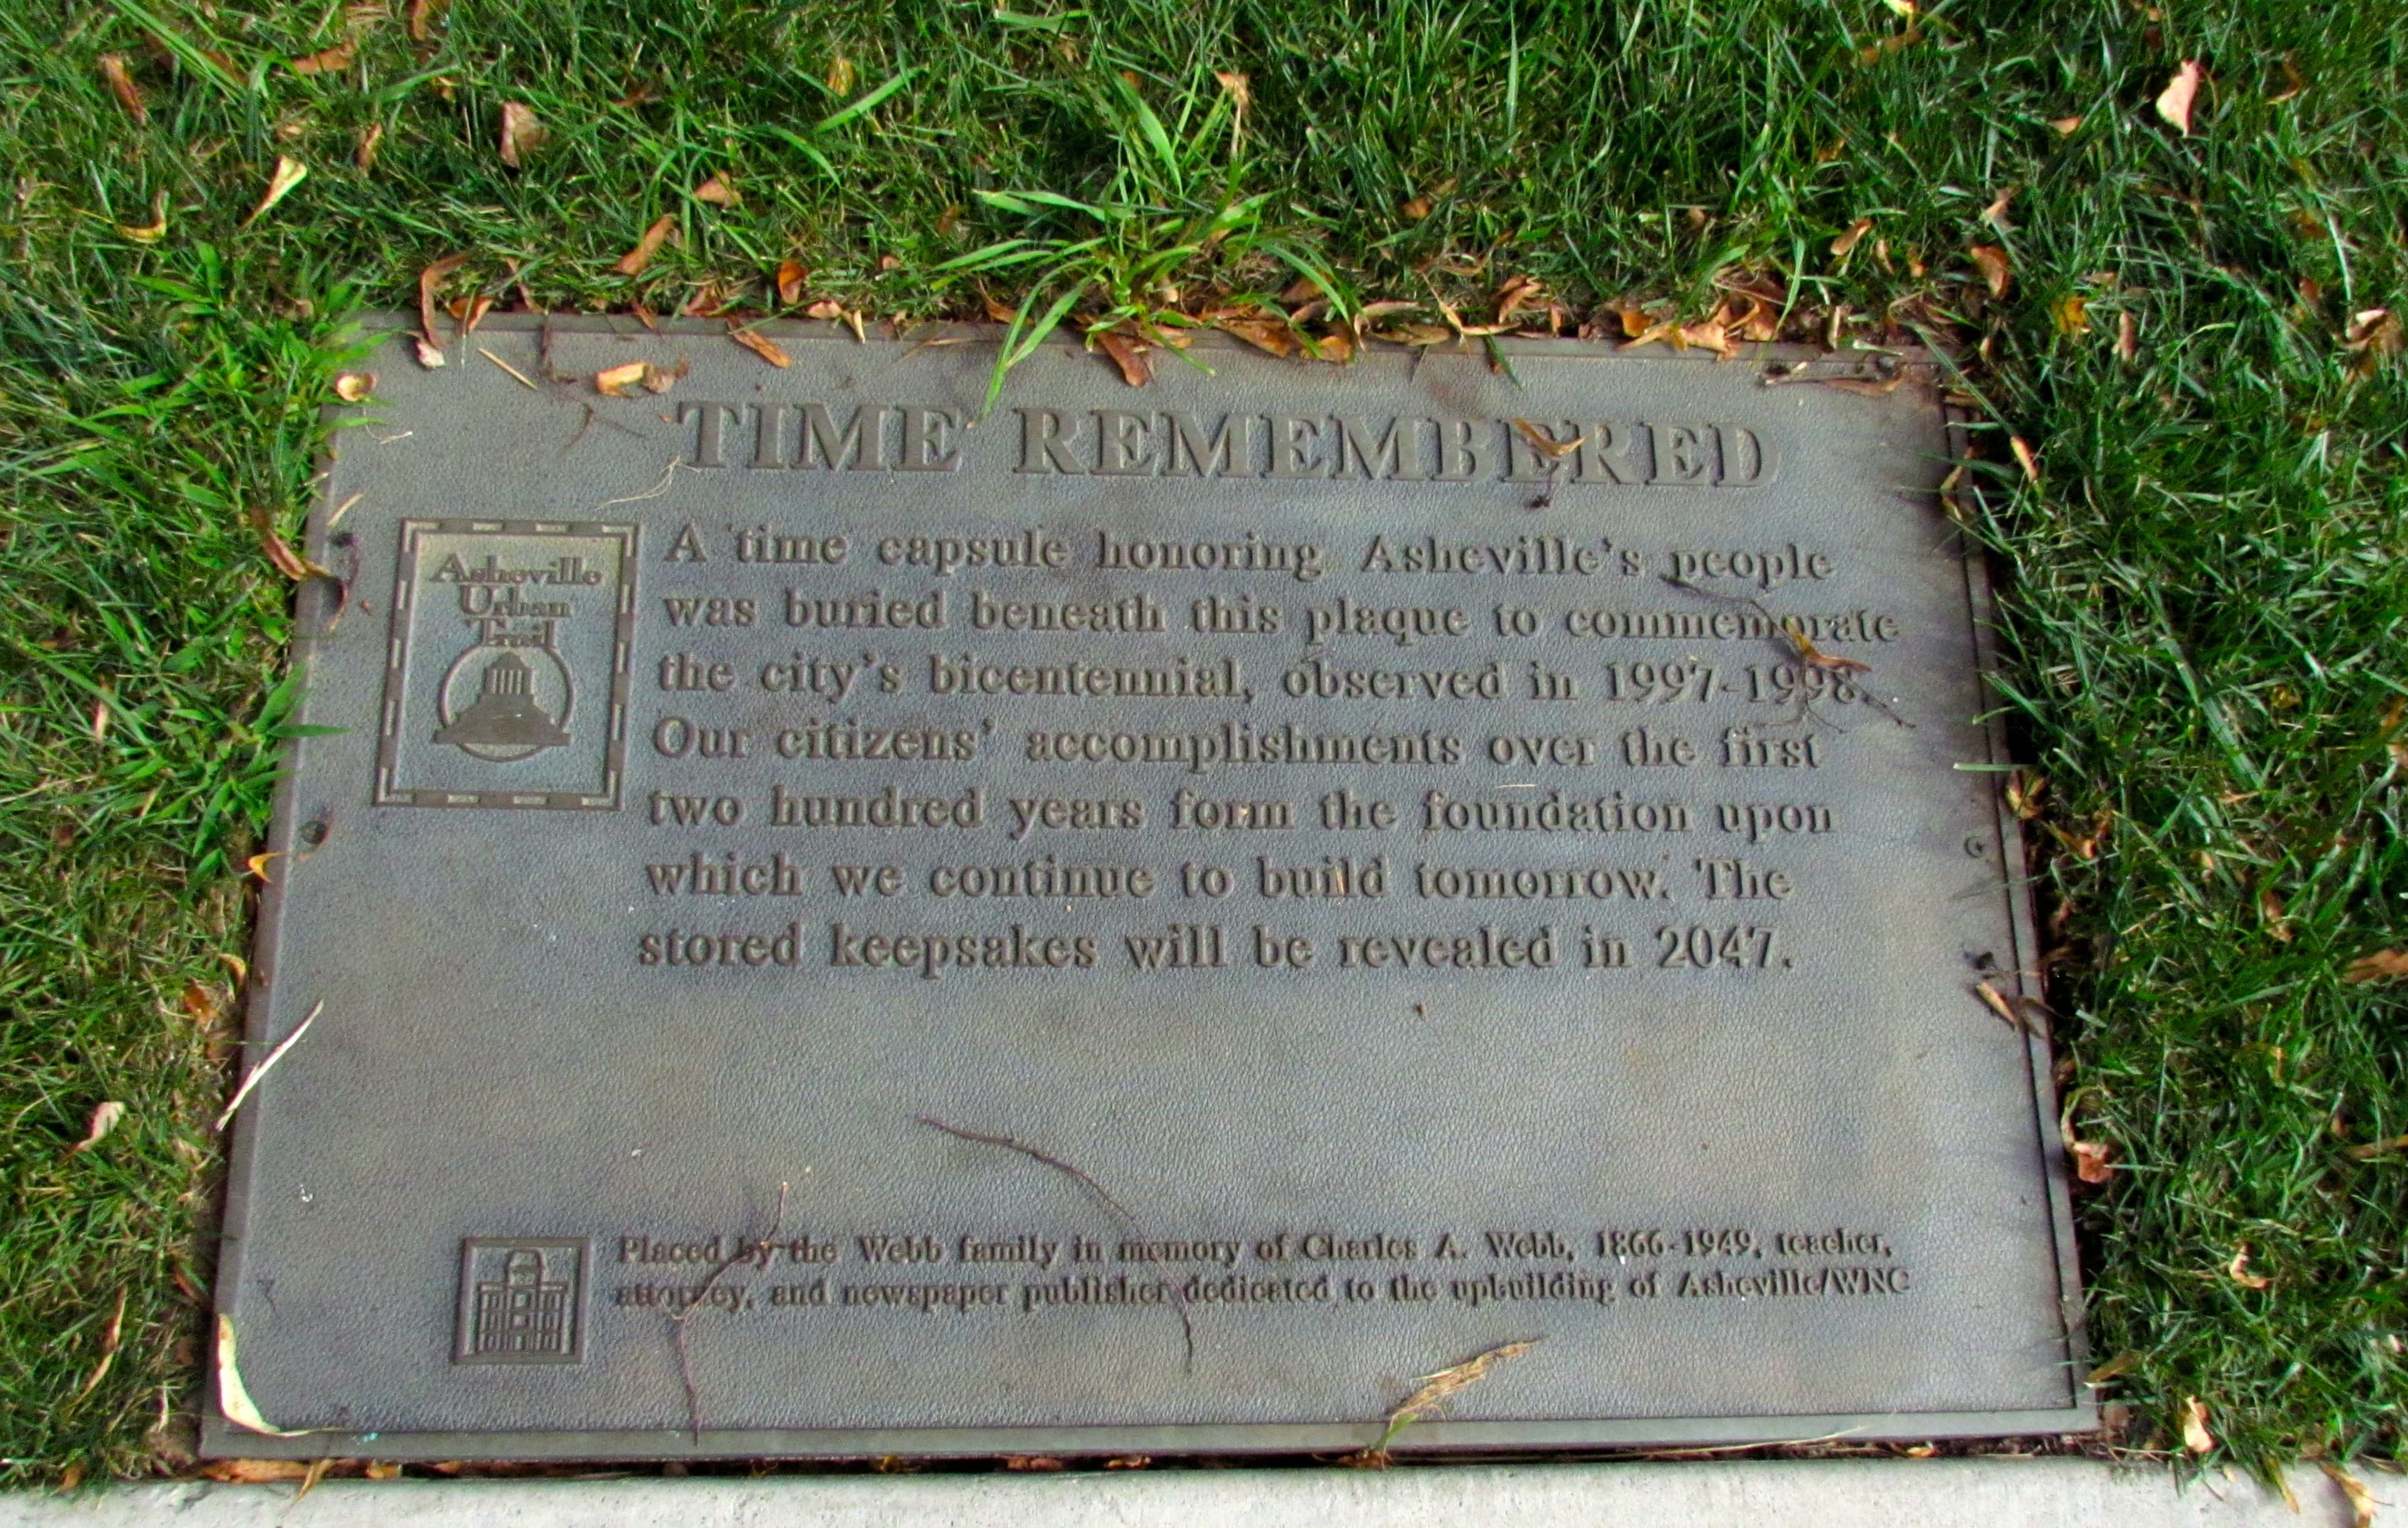 TIME REMEMBERED
Asheville
Urban
Trail
A time capsule honoring Asheville's people
was buried beneath this plaque to commemorate
the city's bicentennial, observed in 1997-1998.
Our citizens' accomplishments over the first
two hundred years form the foundation upon
which we continue to build tomorrow. The
stored keepsakes will be revealed in 2047.
Placed by the Webb family in memory of Charles A. Webb, 1866-1949, teacher,
attorney, and newspaper publisher dedicated to the upbuilding of Asheville/WNC